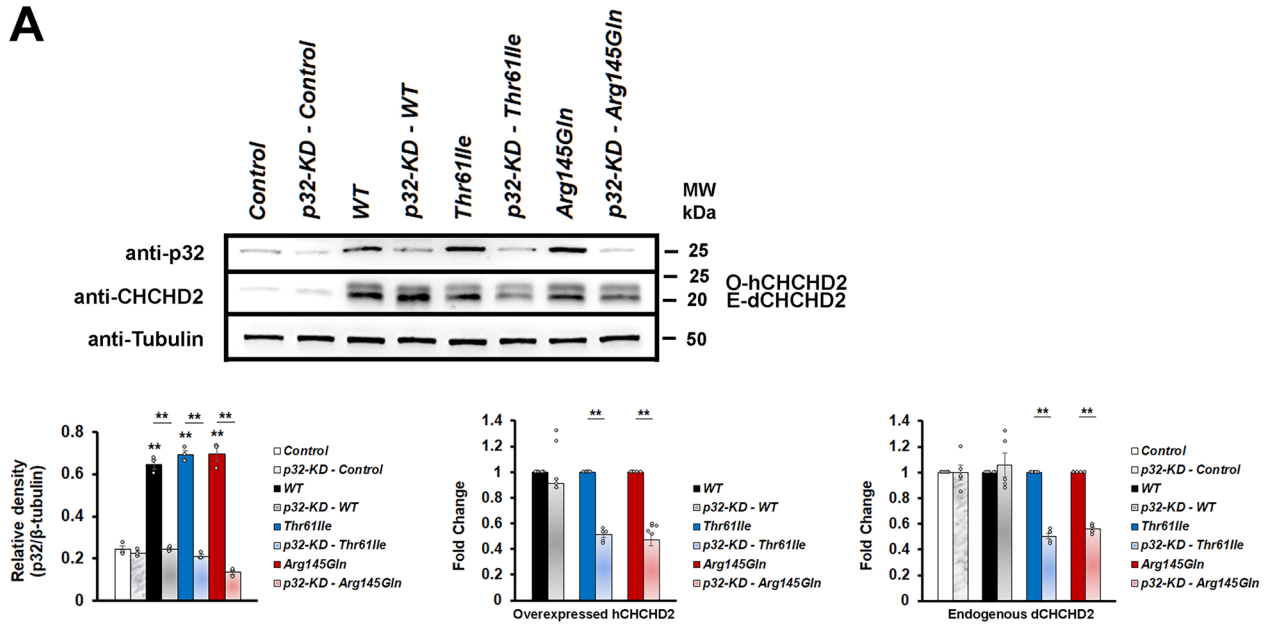 A
Control
p32-KD - Control
WT
p32-KD - WT
Thr61Ile
p32-KD - Thr61Ile
Arg145Gln
p32-KD - Arg145Gln
MW
kDa
anti-p32
25
anti-CHCHD2
25
20
O-hCHCHD2
E-dCHCHD2
anti-Tubulin
50
Relative density
(p32/β-tubulin)
0.8
0.6
0.4
0.2
0
** ** **
** ** **
Control
p32-KD - Control
WT
p32-KD - WT
Thr61Ile
p32-KD - Thr61Ile
Arg145Gln
p32-KD - Arg145Gln
Fold Change
1.4
1.2
1
0.8
0.6
0.4
0.2
0
** **
Overexpressed hCHCHD2
WT
p32-KD - WT
Thr61Ile
p32-KD - Thr61Ile
Arg145Gln
p32-KD - Arg145Gln
Fold Change
1.4
1.2
1
0.8
0.6
0.4
0.2
0
** **
Endogenous dCHCHD2
Control
p32-KD - Control
WT
p32-KD - WT
Thr61Ile
p32-KD - Thr61Ile
Arg145Gln
p32-KD - Arg145Gln